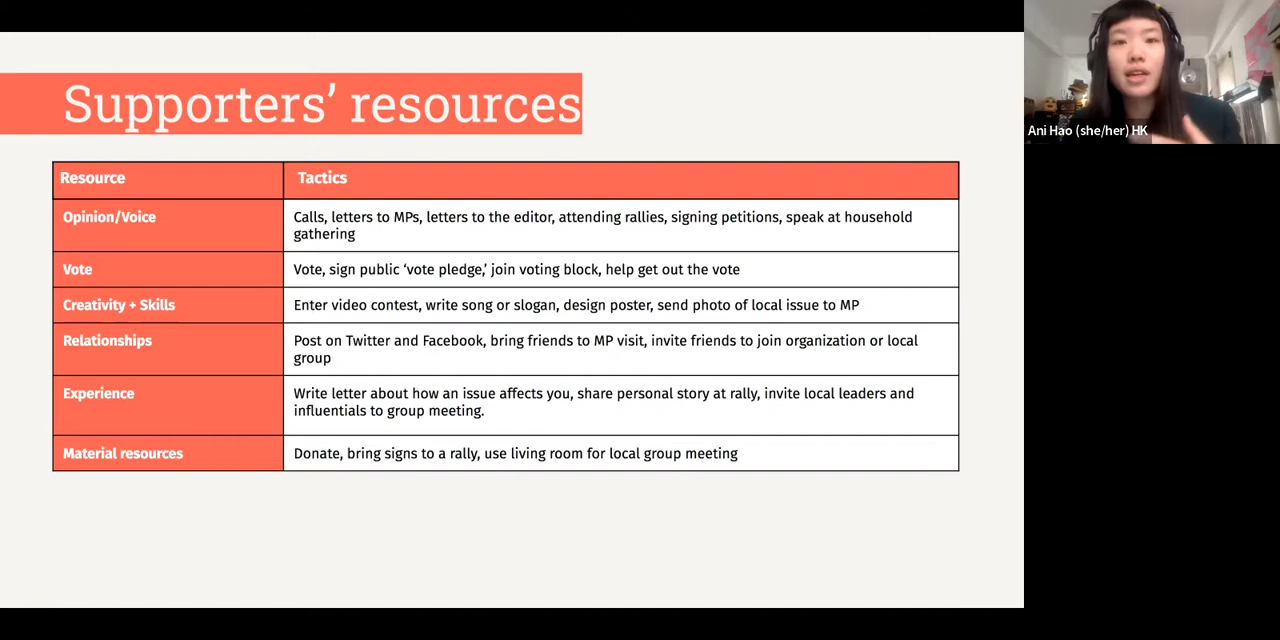 Supporters’ resources
Resource
Tactics
Opinion/Voice
Calls, letters to MPs, letters to the editor, attending rallies, signing petitions, speak at household
gathering
Vote
Vote, sign public ‘vote pledge,’ join voting block, help get out the vote
Creativity + Skills
Enter video contest, write song or slogan, design poster, send photo of local issue to MP
Relationships
Post on Twitter and Facebook, bring friends to MP visit, invite friends to join organization or local
group
Experience
Write letter about how an issue affects you, share personal story at rally, invite local leaders and
influentials to group meeting.
Material resources
Donate, bring signs to a rally, use living room for local group meeting
Ani Hao (she/her) HK